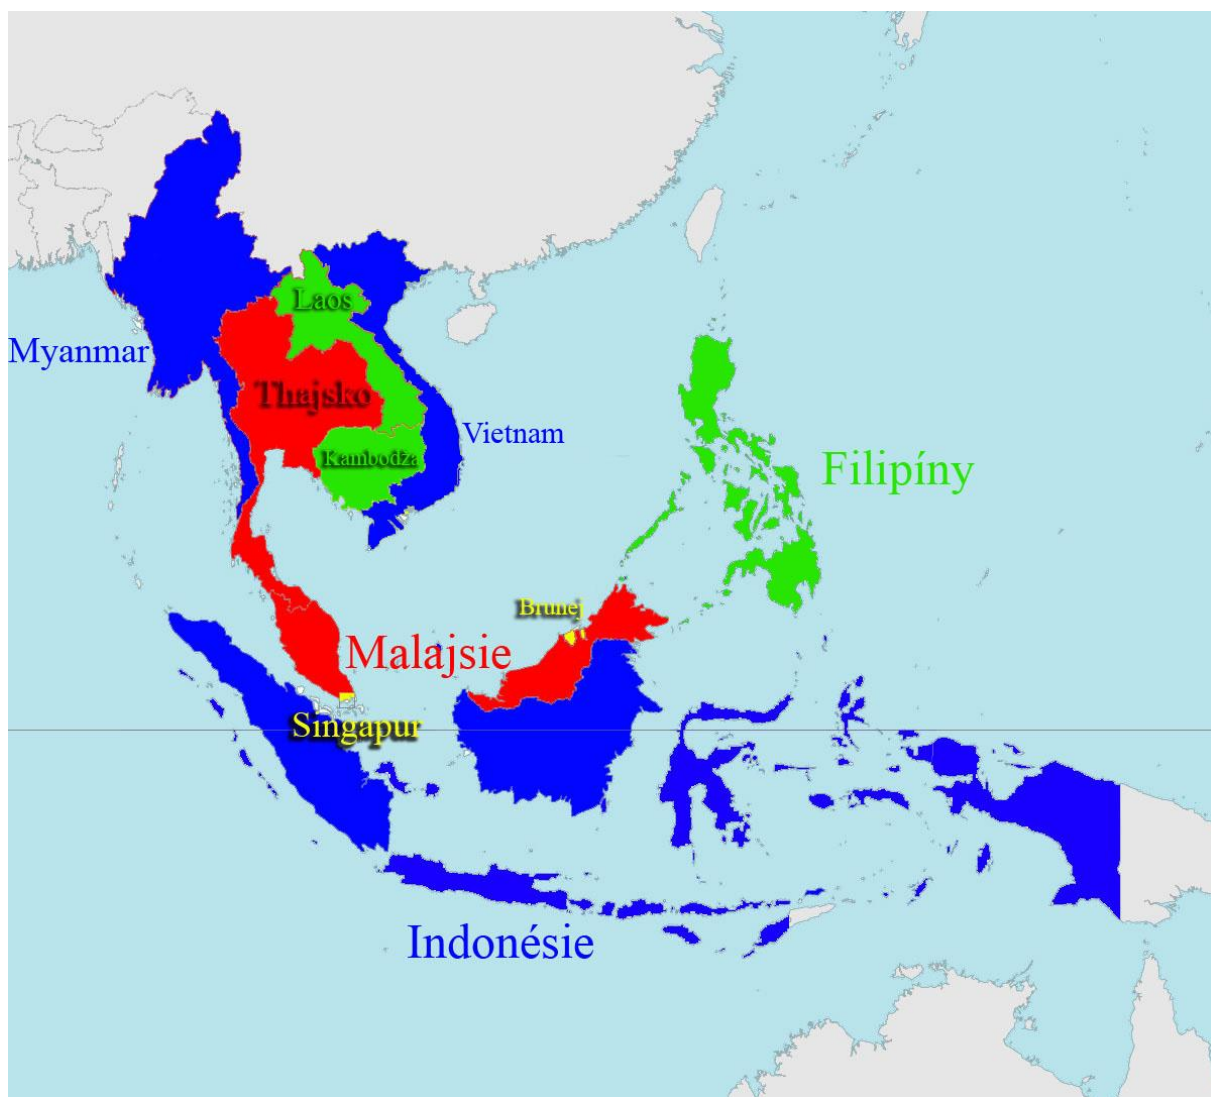 Laos
Myanmar
Thajsko
Vietnam
Kambodža
Filipíny
Brunej
Malajsie
Singapur
Indonésie